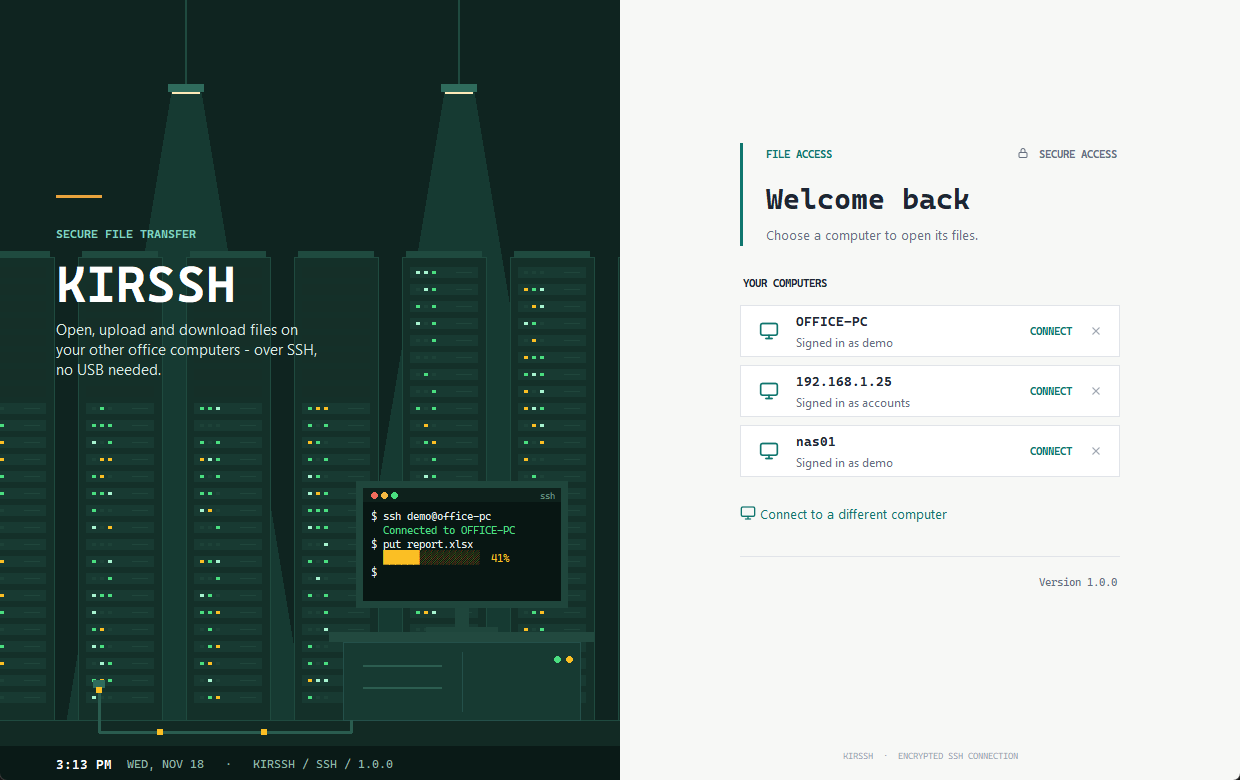 SECURE FILE TRANSFER
KIRSSH
Open, upload and download files on
your other office computers - over SSH,
no USB needed.
ssh
$ ssh demo@office-pc
Connected to OFFICE-PC
$ put report.xlsx
41%
$
3:13 PM WED, NOV 18 · KIRSSH / SSH / 1.0.0
FILE ACCESS
SECURE ACCESS
Welcome back
Choose a computer to open its files.
YOUR COMPUTERS
OFFICE-PC
Signed in as demo
CONNECT
192.168.1.25
Signed in as accounts
CONNECT
nas01
Signed in as demo
CONNECT
Connect to a different computer
Version 1.0.0
KIRSSH · ENCRYPTED SSH CONNECTION